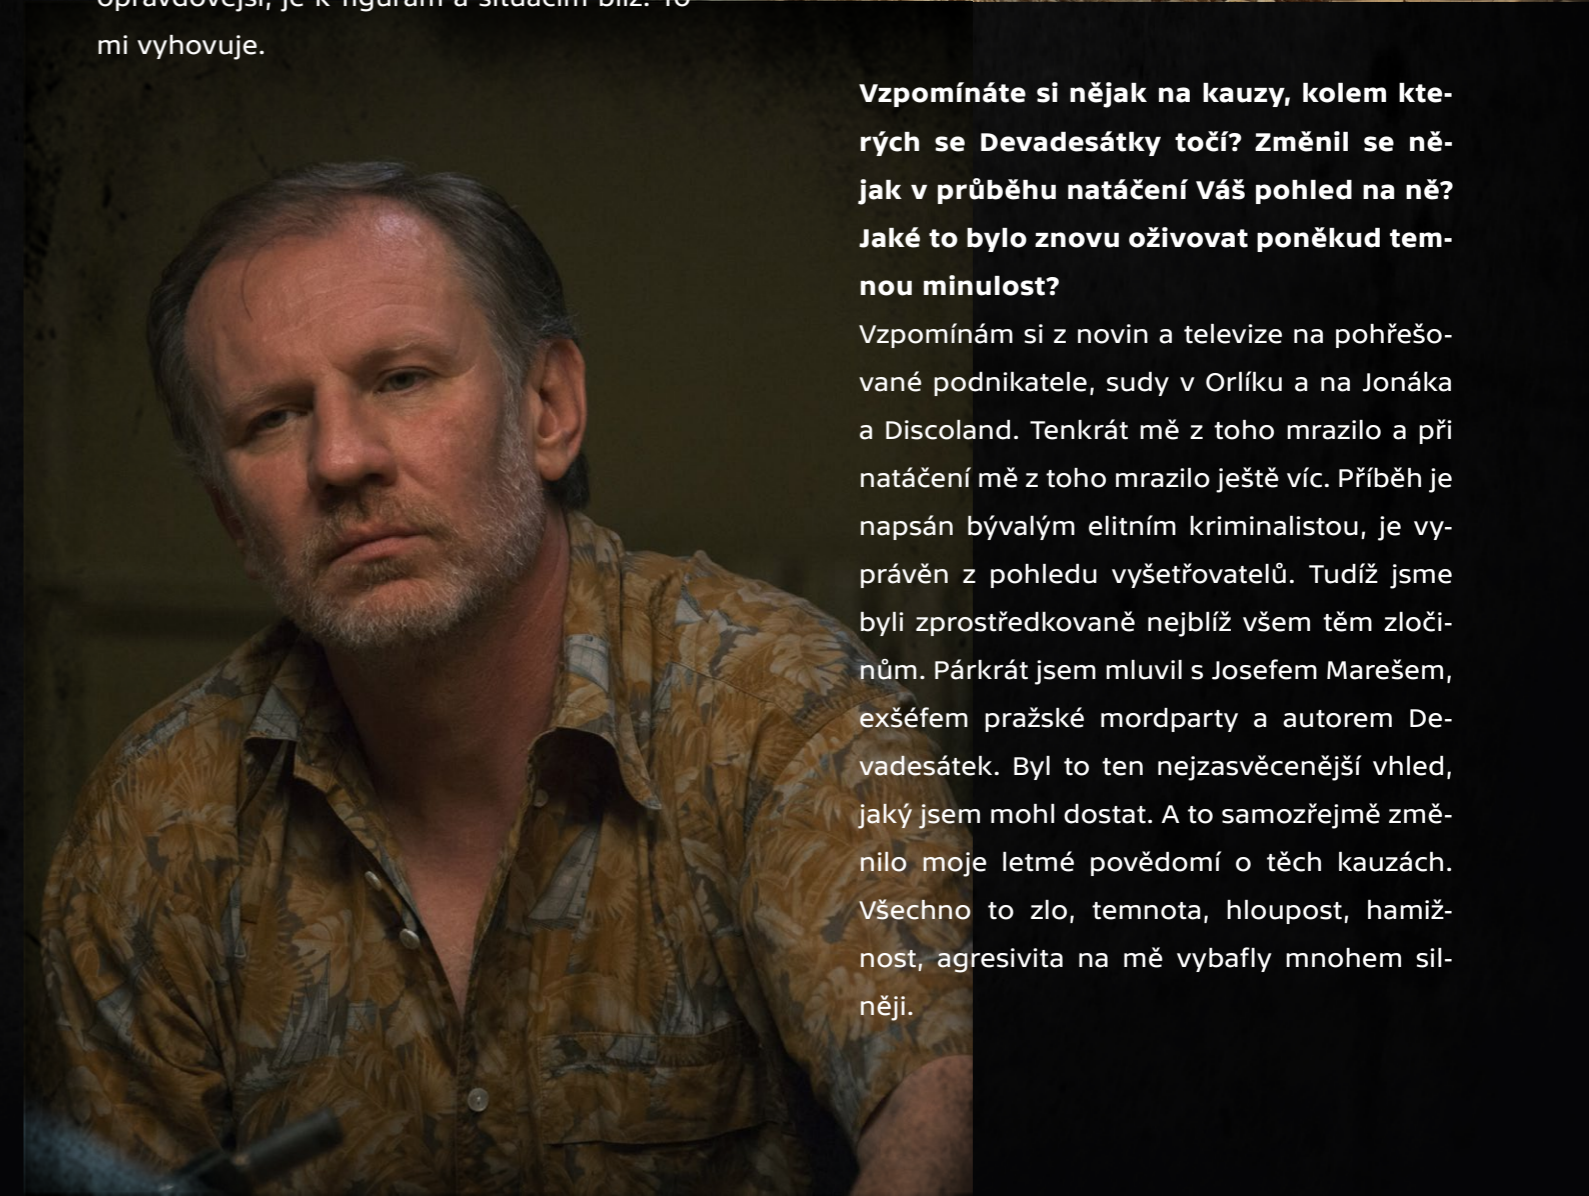 opravdovější, je k figurám a situacím blíž. To
mi vyhovuje.
Vzpomínáte si nějak na kauzy, kolem kte-
rých se Devadesátky točí? Změnil se ně-
jak v průběhu natáčení Váš pohled na ně?
Jaké to bylo znovu oživovat poněkud tem-
nou minulost?
Vzpomínám si z novin a televize na pohřešo-
vané podnikatele, sudy v Orlíku a na Jonáka
a Discoland. Tenkrát mě z toho mrazilo a při
natáčení mě z toho mrazilo ještě víc. Příběh je
napsán bývalým elitním kriminalistou, je vy-
právěn z pohledu vyšetřovatelů. Tudíž jsme
byli zprostředkovaně nejblíž všem těm zloči-
nům. Párkrát jsem mluvil s Josefem Marešem,
exšéfem pražské mordparty a autorem De-
vadesátek. Byl to ten nejzasvěcenější vhled,
jaký jsem mohl dostat. A to samozřejmě změ-
nilo moje letmé povědomí o těch kauzách.
Všechno to zlo, temnota, hloupost, hamiž-
nost, agresivita na mě vybafly mnohem sil-
něji.